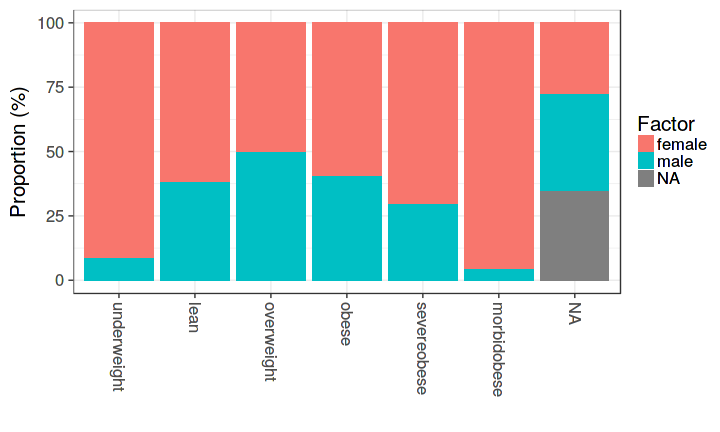 Proportion (%)
100
75
50
25
0
underweight
lean
overweight
obese
severeobese
morbidobese
NA
Factor
female
male
NA